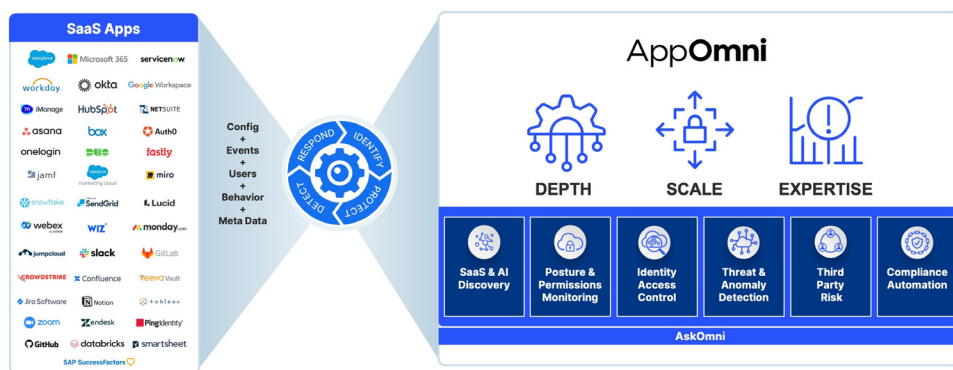 SaaS Apps
salesforce Microsoft 365 servicenow
workday okta Google Workspace
iManage HubSpot NETSUITE
asana box Auth0
onelogin DUO fastly
jamf salesforce marketing cloud miro
snowflake SendGrid Lucid
webex WIZ monday.com
jumpcloud slack GitLab
CROWDSTRIKE Confluence Veeva Vault
Jira Software Notion tableau
zoom zendesk PingIdentity
GitHub databricks smartsheet
SAP SuccessFactors
Config
+
Events
+
Users
+
Behavior
+
Meta Data
RESPOND
IDENTIFY
PROTECT
DETECT
AppOmni
DEPTH
SCALE
EXPERTISE
SaaS & AI
Discovery
Posture &
Permissions
Monitoring
Identity
Access
Control
Threat &
Anomaly
Detection
Third
Party
Risk
Compliance
Automation
AskOmni